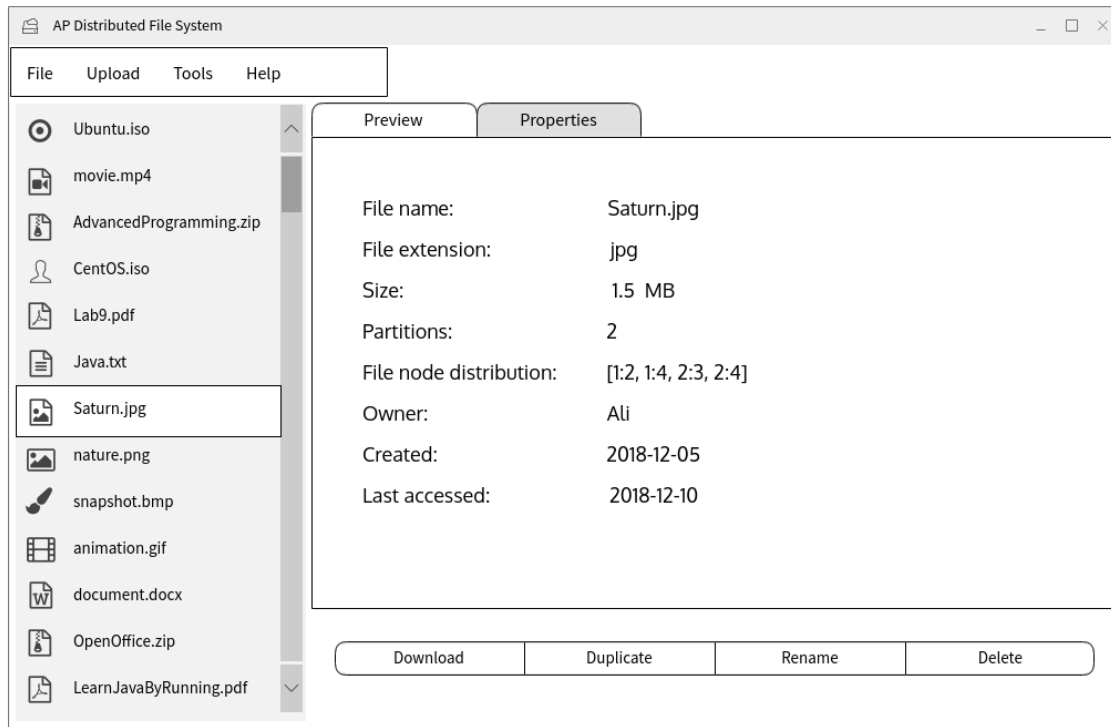 AP Distributed File System
File Upload Tools Help
Ubuntu.iso
movie.mp4
AdvancedProgramming.zip
CentOS.iso
Lab9.pdf
Java.txt
Saturn.jpg
nature.png
snapshot.bmp
animation.gif
document.docx
OpenOffice.zip
LearnJavaByRunning.pdf
Preview Properties
File name: Saturn.jpg
File extension: jpg
Size: 1.5 MB
Partitions: 2
File node distribution: [1:2, 1:4, 2:3, 2:4]
Owner: Ali
Created: 2018-12-05
Last accessed: 2018-12-10
Download Duplicate Rename Delete